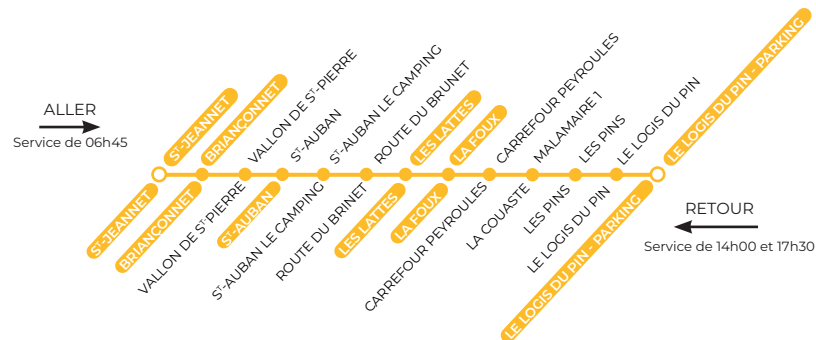 ALLER
Service de 06h45
Sᵀ-JEANNET
BRIANÇONNET
VALLON DE Sᵀ-PIERRE
Sᵀ-AUBAN
Sᵀ-AUBAN LE CAMPING
ROUTE DU BRUNET
LES LATTES
LA FOUX
CARREFOUR PEYROULES
MALAMAIRE 1
LES PINS
LE LOGIS DU PIN
LE LOGIS DU PIN - PARKING
Sᵀ-JEANNET
BRIANÇONNET
VALLON DE Sᵀ-PIERRE
Sᵀ-AUBAN
Sᵀ-AUBAN LE CAMPING
ROUTE DU BRINET
LES LATTES
LA FOUX
CARREFOUR PEYROULES
LA COUASTE
LES PINS
LE LOGIS DU PIN
LE LOGIS DU PIN - PARKING
RETOUR
Service de 14h00 et 17h30